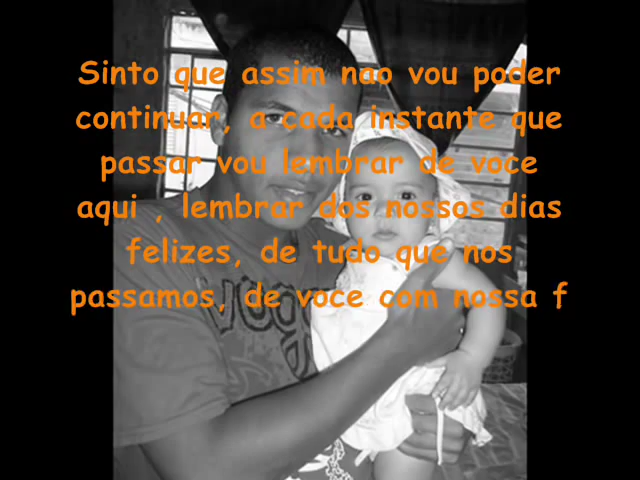 Sinto que assim nao vou poder
continuar, a cada instante que
passar vou lembrar de voce
aqui , lembrar dos nossos dias
felizes, de tudo que nos
passamos, de voce com nossa f